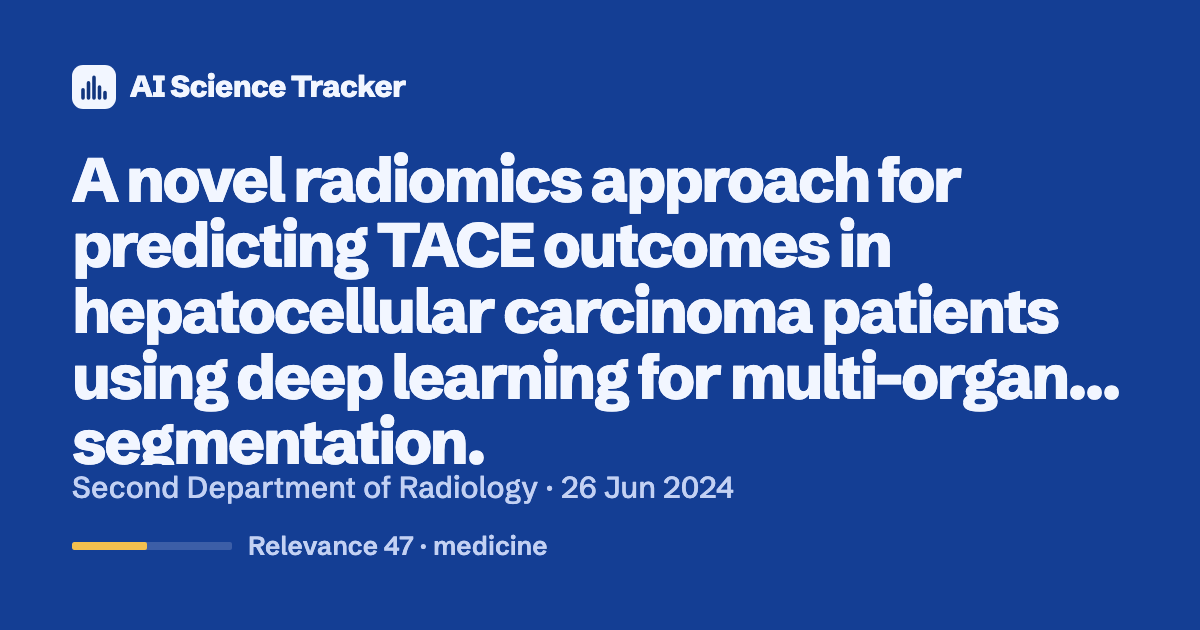 AI Science Tracker
A novel radiomics approach for
predicting TACE outcomes in
hepatocellular carcinoma patients
using deep learning for multi-organ...
segmentation.
Second Department of Radiology · 26 Jun 2024
Relevance 47 · medicine